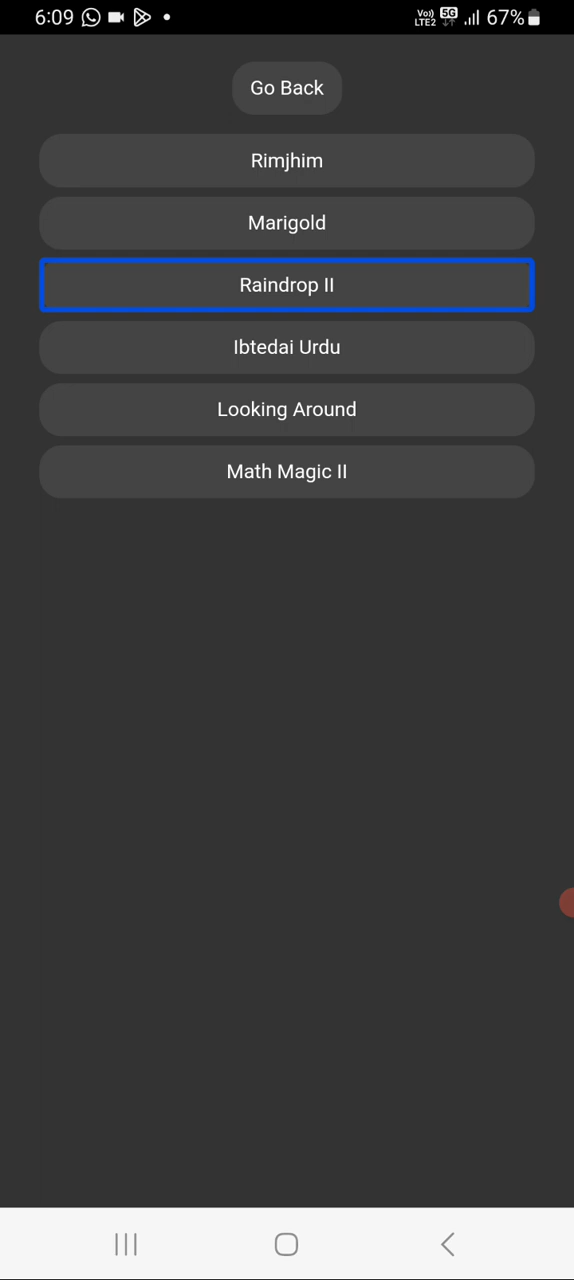 6:09 Vo)) LTE2 5G 67%
Go Back
Rimjhim
Marigold
Raindrop II
Ibtedai Urdu
Looking Around
Math Magic II